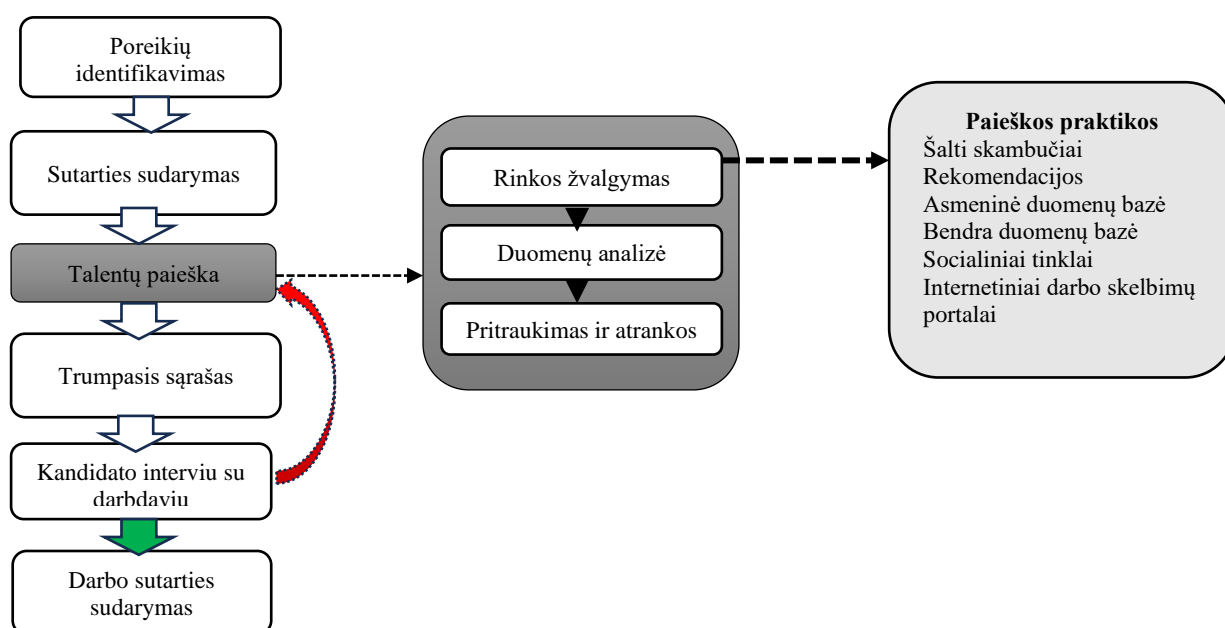 Poreikių
identifikavimas
Sutarties sudarymas
Talentų paieška
Trumpasis sąrašas
Kandidato interviu su
darbdaviu
Darbo sutarties
sudarymas
Rinkos žvalgymas
Duomenų analizė
Pritraukimas ir atrankos
Paieškos praktikos
Šalti skambučiai
Rekomendacijos
Asmeninė duomenų bazė
Bendra duomenų bazė
Socialiniai tinklai
Internetiniai darbo skelbimų
portalai